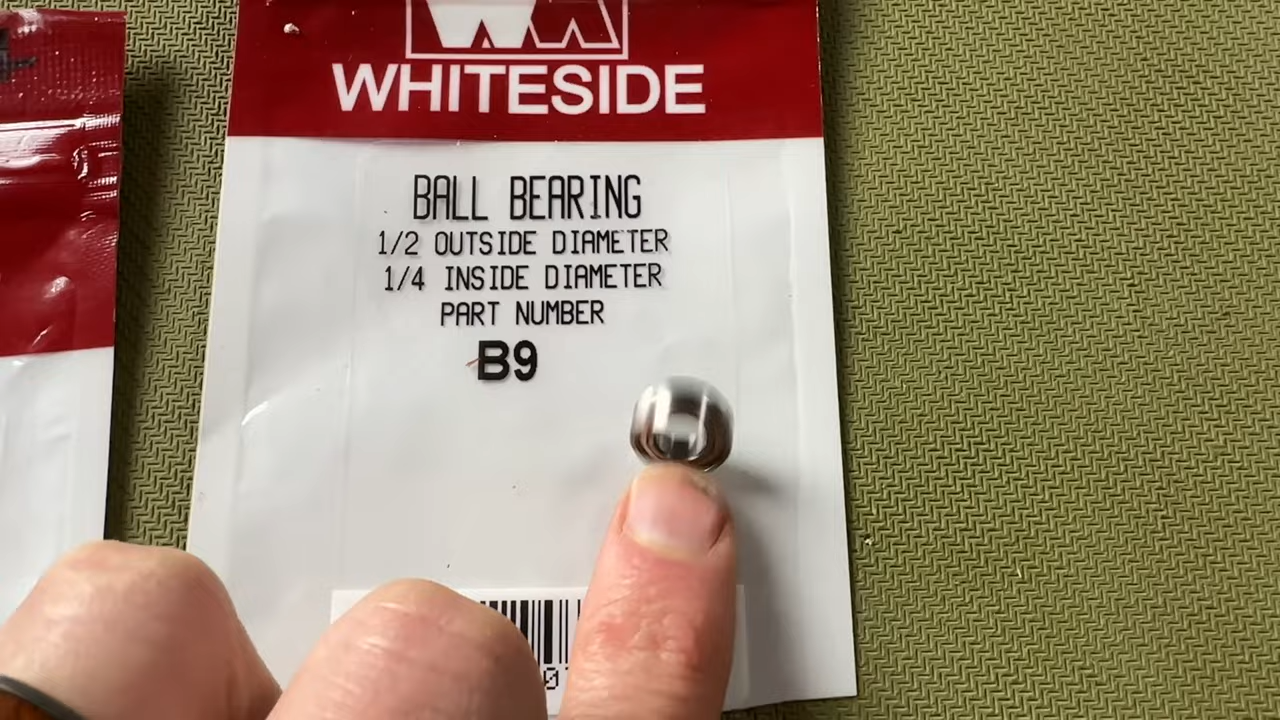 WHITESIDE
BALL BEARING
1/2 OUTSIDE DIAMETER
1/4 INSIDE DIAMETER
PART NUMBER
B9